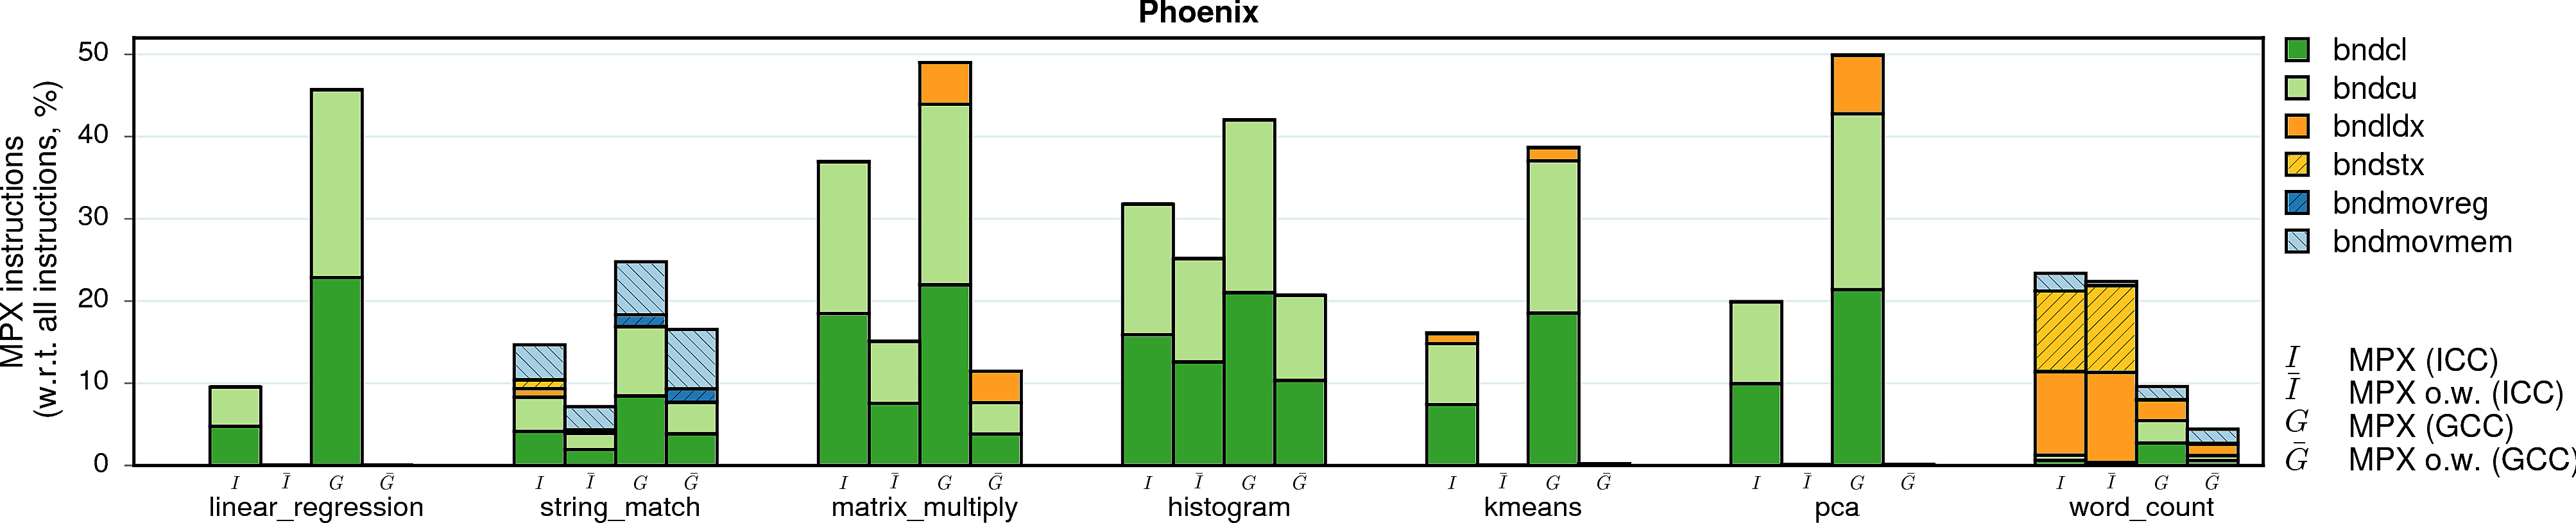 Phoenix
MPX instructions
(w.r.t. all instructions, %)
50
40
30
20
10
0
I Ī G Ḡ I Ī G Ḡ I Ī G Ḡ I Ī G Ḡ I Ī G Ḡ I Ī G Ḡ I Ī G Ḡ
linear_regression string_match matrix_multiply histogram kmeans pca word_count
bndcl
bndcu
bndldx
bndstx
bndmovreg
bndmovmem
I MPX (ICC)
Ī MPX o.w. (ICC)
G MPX (GCC)
Ḡ MPX o.w. (GCC)